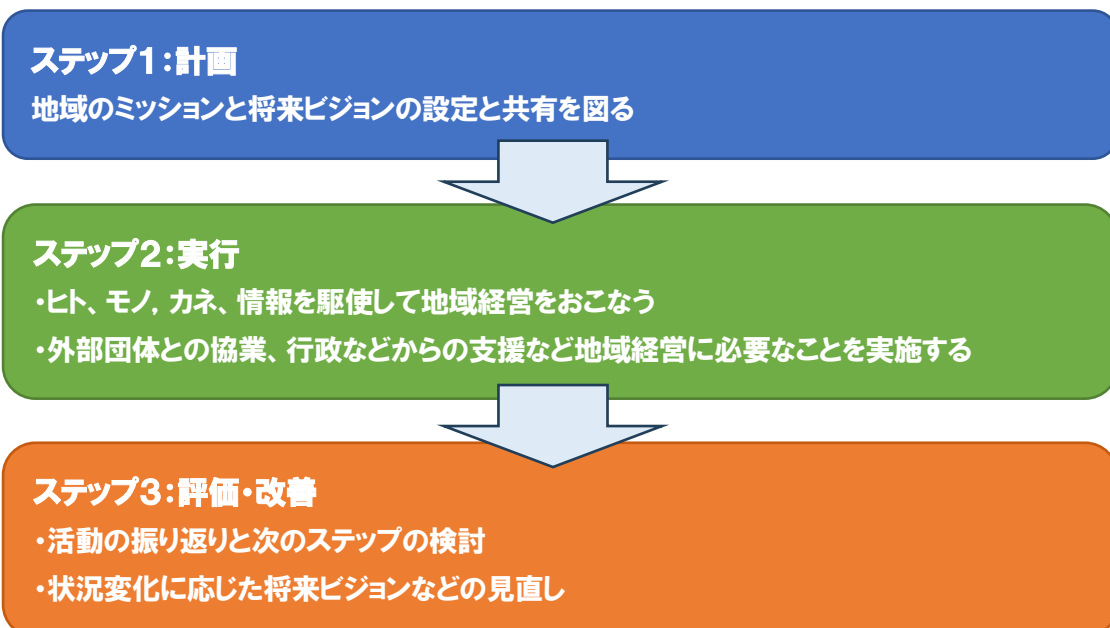 ステップ1：計画
地域のミッションと将来ビジョンの設定と共有を図る
ステップ2：実行
・ヒト、モノ，カネ、情報を駆使して地域経営をおこなう
・外部団体との協業、行政などからの支援など地域経営に必要なことを実施する
ステップ3：評価・改善
・活動の振り返りと次のステップの検討
・状況変化に応じた将来ビジョンなどの見直し